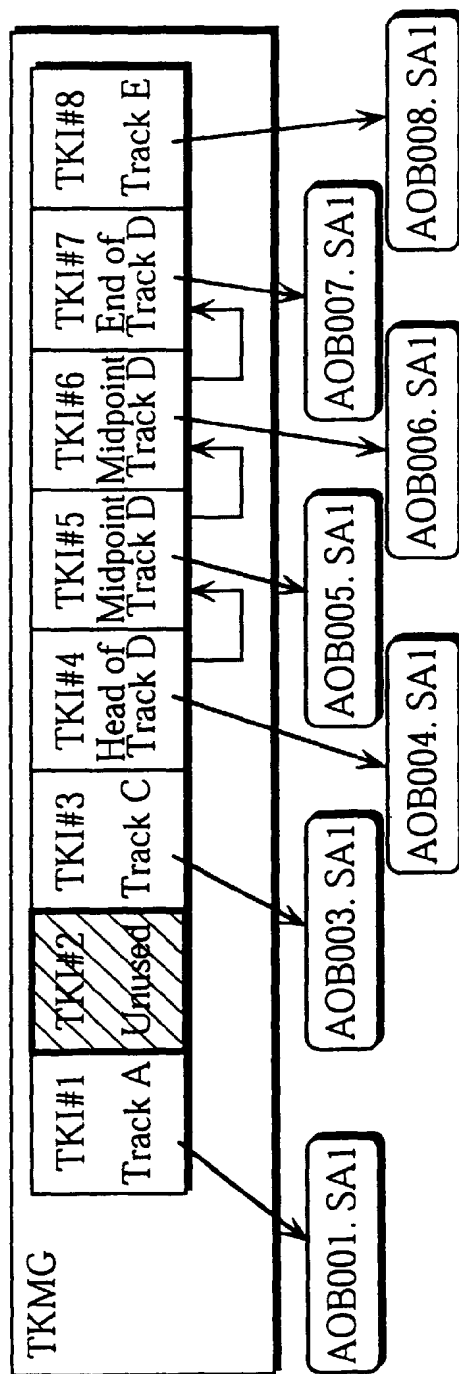 TKMG
TKI#1
Track A
TKI#2
Unused
TKI#3
Track C
TKI#4
Head of
Track D
TKI#5
Midpoint
Track D
TKI#6
Midpoint
Track D
TKI#7
End of
Track D
TKI#8
Track E
AOB001. SA1
AOB003. SA1
AOB004. SA1
AOB005. SA1
AOB006. SA1
AOB007. SA1
AOB008. SA1